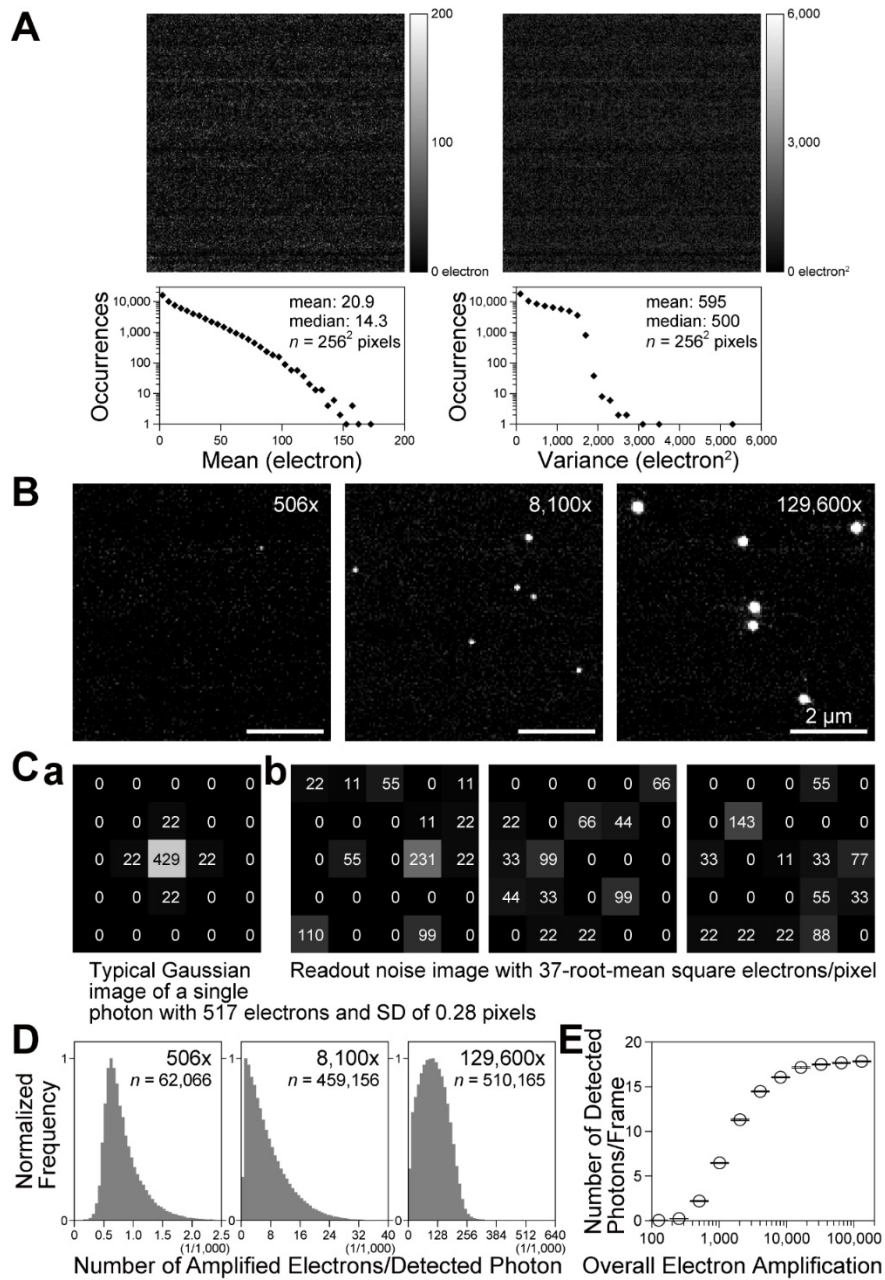 A
200
100
0 electron
6,000
3,000
0 electron²
10,000
1,000
100
10
1
Occurrences
mean: 20.9
median: 14.3
n = 256² pixels
0 50 100 150 200
Mean (electron)
10,000
1,000
100
10
1
Occurrences
mean: 595
median: 500
n = 256² pixels
0 1,000 2,000 3,000 4,000 5,000 6,000
Variance (electron²)
B
506x
8,100x
129,600x
2 µm
C a
0 0 0 0 0
0 0 22 0 0
0 22 429 22 0
0 0 22 0 0
0 0 0 0 0
Typical Gaussian
image of a single
photon with 517 electrons and SD of 0.28 pixels
b
22 11 55 0 11
0 0 0 11 22
0 55 0 231 22
0 0 0 0 0
110 0 0 99 0
0 0 0 0 66
22 0 66 44 0
33 99 0 0 0
44 33 0 99 0
0 22 22 0 0
0 0 0 55 0
0 143 0 0 0
33 0 11 33 77
0 0 0 55 33
22 22 22 88 0
Readout noise image with 37-root-mean square electrons/pixel
D
Normalized
Frequency
1
0
506x
n = 62,066
0 0.5 1.0 1.5 2.0 2.5
(1/1,000)
1
0
8,100x
n = 459,156
0 8 16 24 32 40
(1/1,000)
1
0
129,600x
n = 510,165
0 128 256 384 512 640
(1/1,000)
Number of Amplified Electrons/Detected Photon
E
Number of Detected
Photons/Frame
20
15
10
5
0
100 1,000 10,000 100,000
Overall Electron Amplification